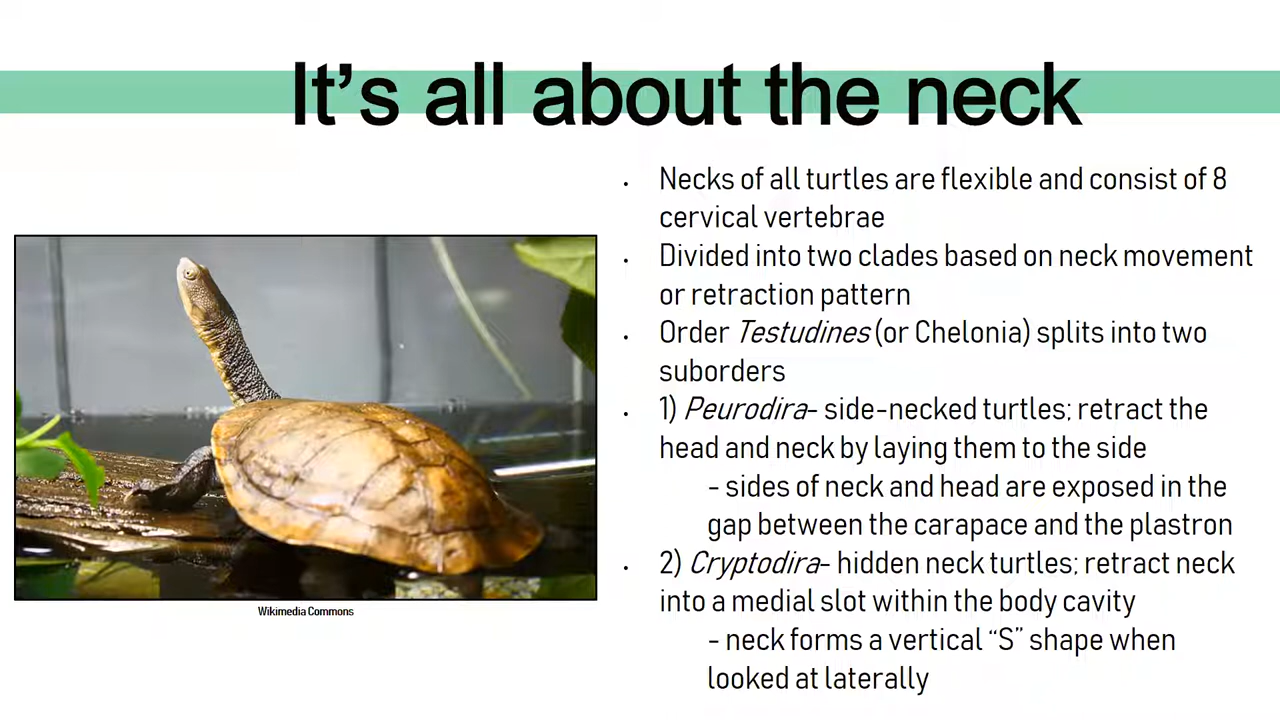 It's all about the neck
• Necks of all turtles are flexible and consist of 8
cervical vertebrae
• Divided into two clades based on neck movement
or retraction pattern
• Order Testudines (or Chelonia) splits into two
suborders
• 1) Peurodira- side-necked turtles; retract the
head and neck by laying them to the side
- sides of neck and head are exposed in the
gap between the carapace and the plastron
• 2) Cryptodira- hidden neck turtles; retract neck
into a medial slot within the body cavity
- neck forms a vertical “S” shape when
looked at laterally
Wikimedia Commons